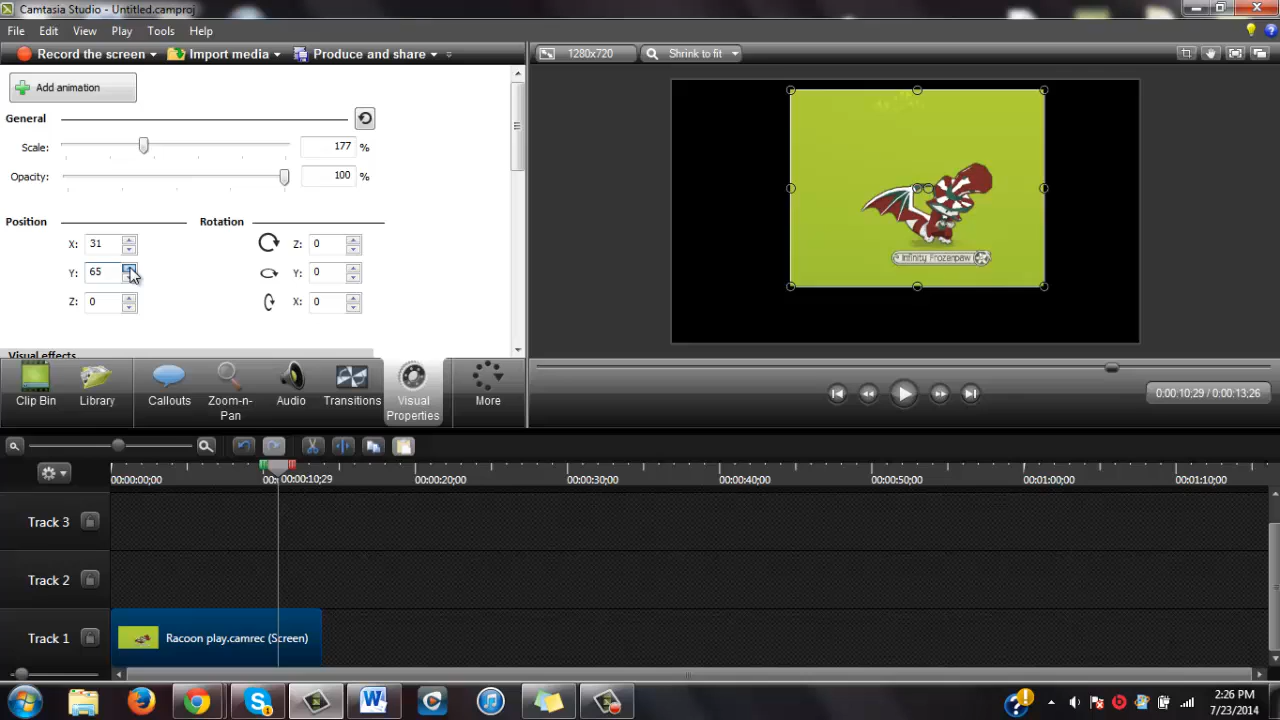 Camtasia Studio - Untitled.camproj
File Edit View Play Tools Help
Record the screen Import media Produce and share
1280x720 Shrink to fit
Add animation
General
Scale: 177 %
Opacity: 100 %
Position Rotation
X: 31 Z: 0
Y: 65 Y: 0
Z: 0 X: 0
Visual effects
Infinity Frozenpaw
Clip Bin Library Callouts Zoom-n-Pan Audio Transitions Visual Properties More
0:00:10;29 / 0:00:13;26
00:00:00;00 00:00:10;29 00:00:20;00 00:00:30;00 00:00:40;00 00:00:50;00 00:01:00;00 00:01:10;00
Track 3
Track 2
Track 1 Racoon play.camrec (Screen)
2:26 PM
7/23/2014